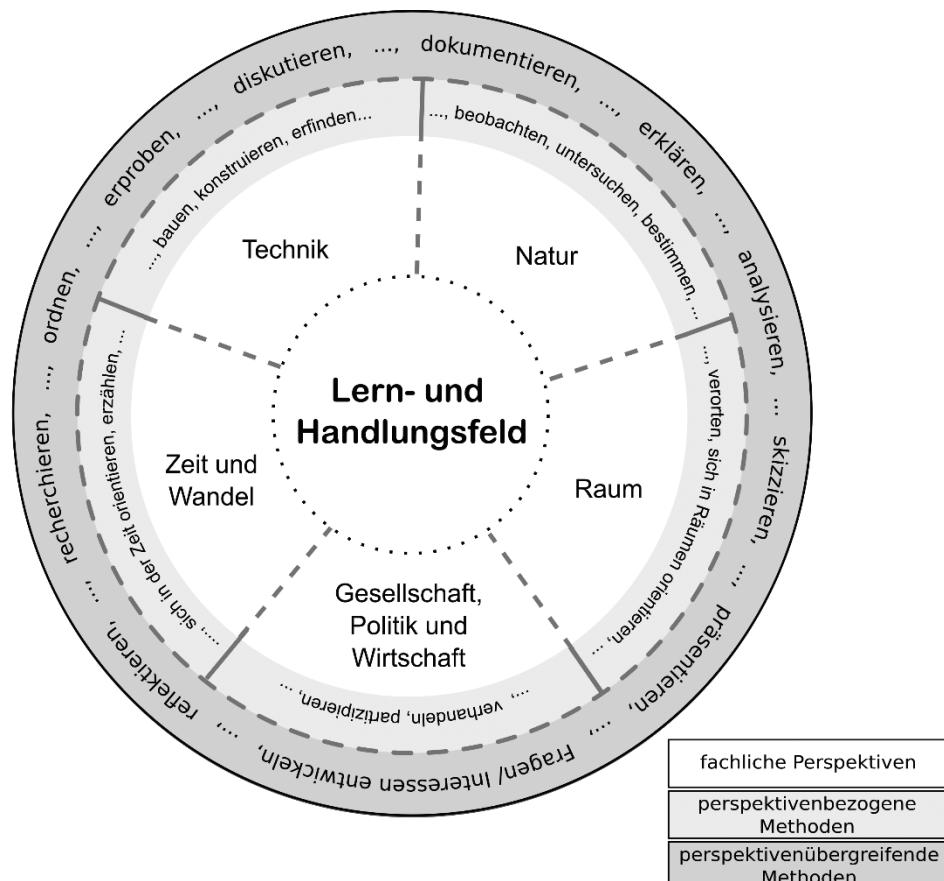 ..., recherchieren, ..., ordnen, ..., erproben, ..., diskutieren, ..., dokumentieren, ..., erklären, ..., analysieren, ... skizzieren, ..., präsentieren, ..., Fragen/ Interessen entwickeln, ..., reflektieren,
..., bauen, konstruieren, erfinden...
..., beobachten, untersuchen, bestimmen, ...
Technik
Natur
..., sich in der Zeit orientieren, erzählen, ...
..., verorten, sich in Räumen orientieren, ...
Lern- und
Handlungsfeld
Zeit und
Wandel
Raum
Gesellschaft,
Politik und
Wirtschaft
..., verhandeln, partizipieren, ...
fachliche Perspektiven
perspektivenbezogene
Methoden
perspektivenübergreifende
Methoden